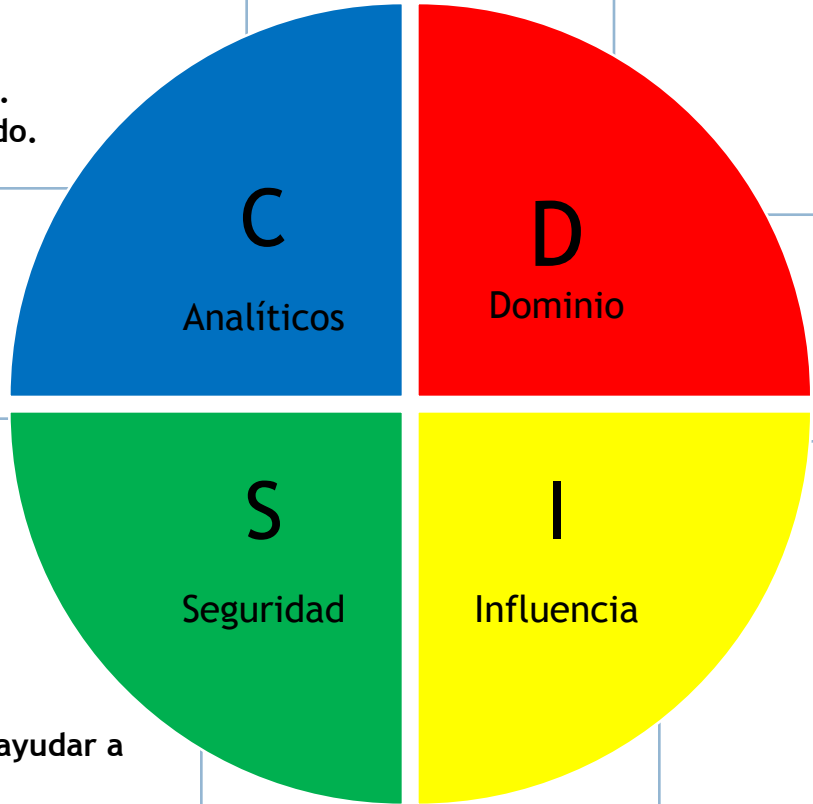 .
do.
C
Analíticos
D
Dominio
S
Seguridad
I
Influencia
ayudar a